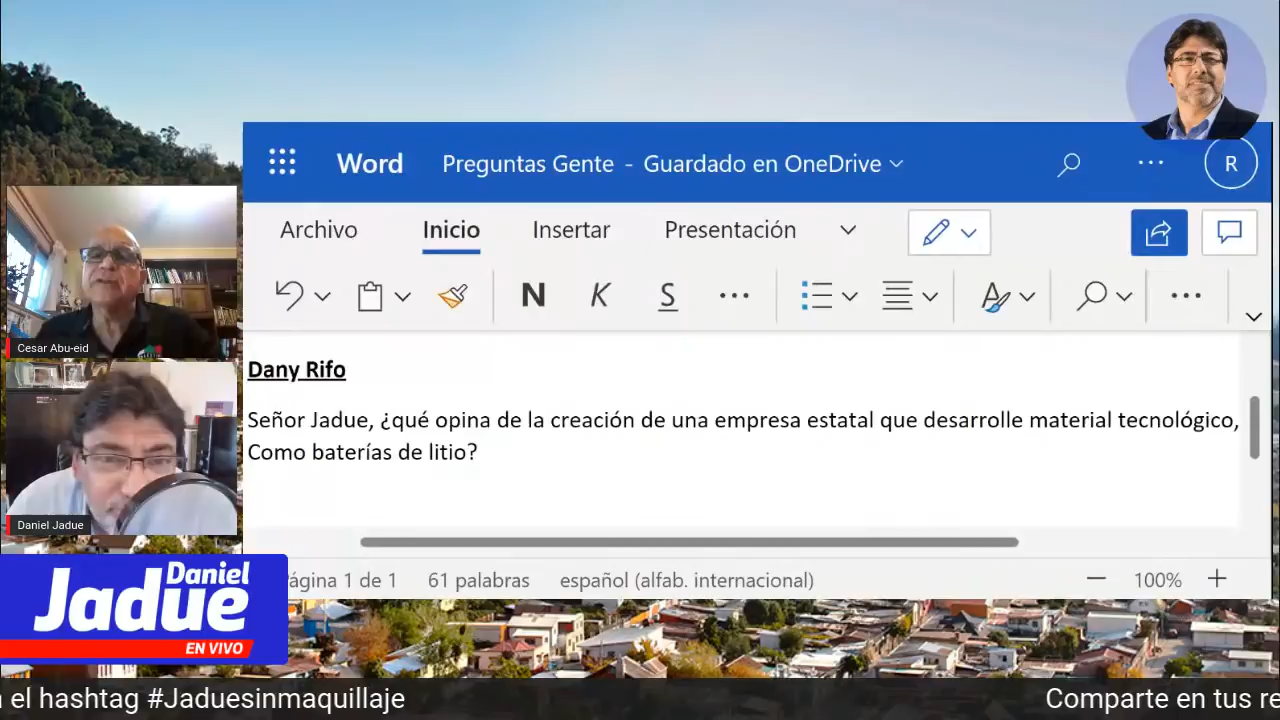 Word
Preguntas Gente - Guardado en OneDrive
R
Archivo
Inicio
Insertar
Presentación
N
K
S
Cesar Abu-eid
Dany Rifo
Señor Jadue, ¿qué opina de la creación de una empresa estatal que desarrolle material tecnológico,
Como baterías de litio?
Daniel Jadue
Página 1 de 1
61 palabras
español (alfab. internacional)
100%
Daniel
Jadue
EN VIVO
el hashtag #Jaduesinmaquillaje
Comparte en tus re